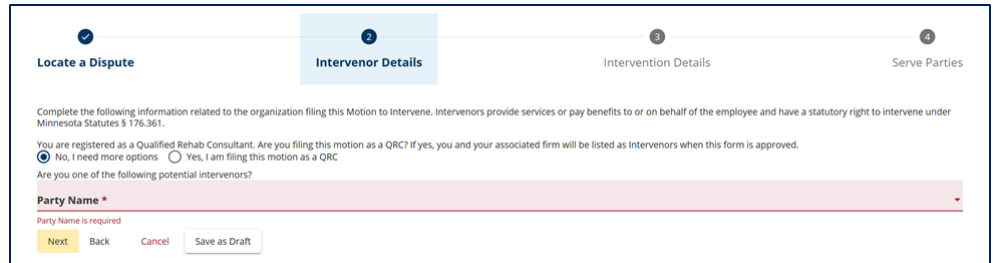 2 3 4
Locate a Dispute Intervenor Details Intervention Details Serve Parties
Complete the following information related to the organization filing this Motion to Intervene. Intervenors provide services or pay benefits to or on behalf of the employee and have a statutory right to intervene under
Minnesota Statutes § 176.361.
You are registered as a Qualified Rehab Consultant. Are you filing this motion as a QRC? If yes, you and your associated firm will be listed as Intervenors when this form is approved.
No, I need more options Yes, I am filing this motion as a QRC
Are you one of the following potential intervenors?
Party Name *
Party Name is required
Next Back Cancel Save as Draft